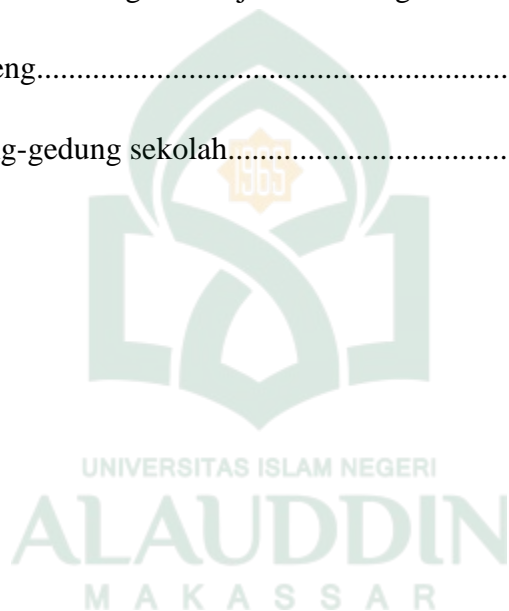 eng..................................................................
g-gedung sekolah.......................................
1965
UNIVERSITAS ISLAM NEGERI
ALAUDDIN
MAKASSAR